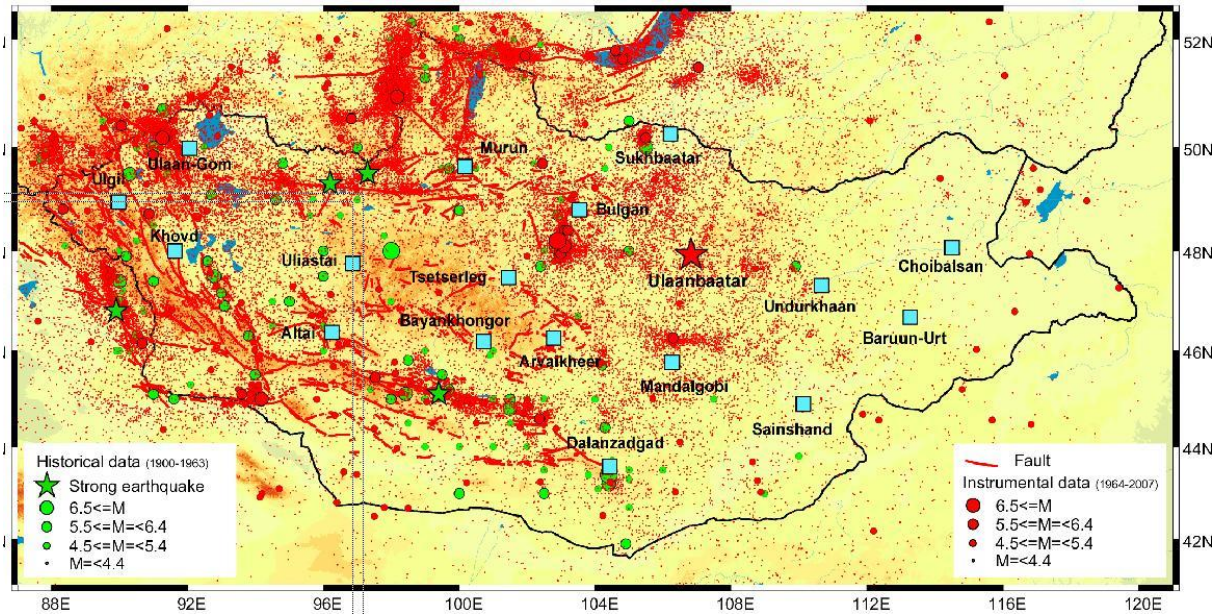 52N
50N
48N
46N
44N
42N
Murun
Sukhbaatar
Ulaan-Gom
Ulgii
Bulgan
Khovd
Uliastai
Tsetserleg
Ulaanbaatar
Choibalsan
Undurkhaan
Bayankhongor
Altai
Arvaikheer
Baruun-Urt
Mandalgobi
Sainshand
Dalanzadgad
Historical data (1900-1963)
Strong earthquake
6.5<=M
5.5<=M=<6.4
4.5<=M=<5.4
M=<4.4
Fault
Instrumental data (1964-2007)
6.5<=M
5.5<=M=<6.4
4.5<=M=<5.4
M=<4.4
88E 92E 96E 100E 104E 108E 112E 116E 120E